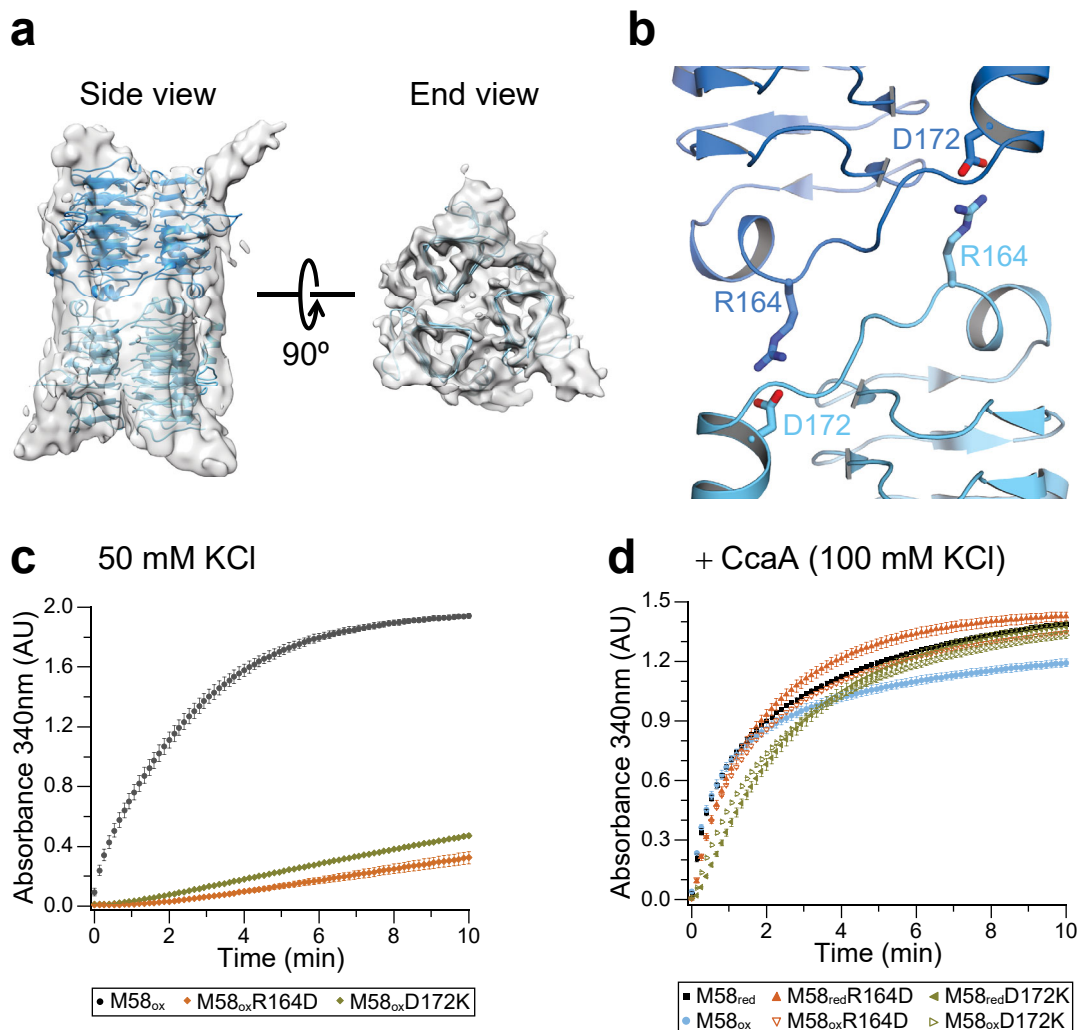 a
Side view
End view
90º
b
D172
R164
R164
D172
c
50 mM KCl
Absorbance 340nm (AU)
2.0
1.6
1.2
0.8
0.4
0.0
0
2
4
6
8
10
Time (min)
M58ox
M58oxR164D
M58oxD172K
d
+ CcaA (100 mM KCl)
Absorbance 340nm (AU)
1.5
1.2
0.9
0.6
0.3
0.0
0
2
4
6
8
10
Time (min)
M58red
M58redR164D
M58redD172K
M58ox
M58oxR164D
M58oxD172K